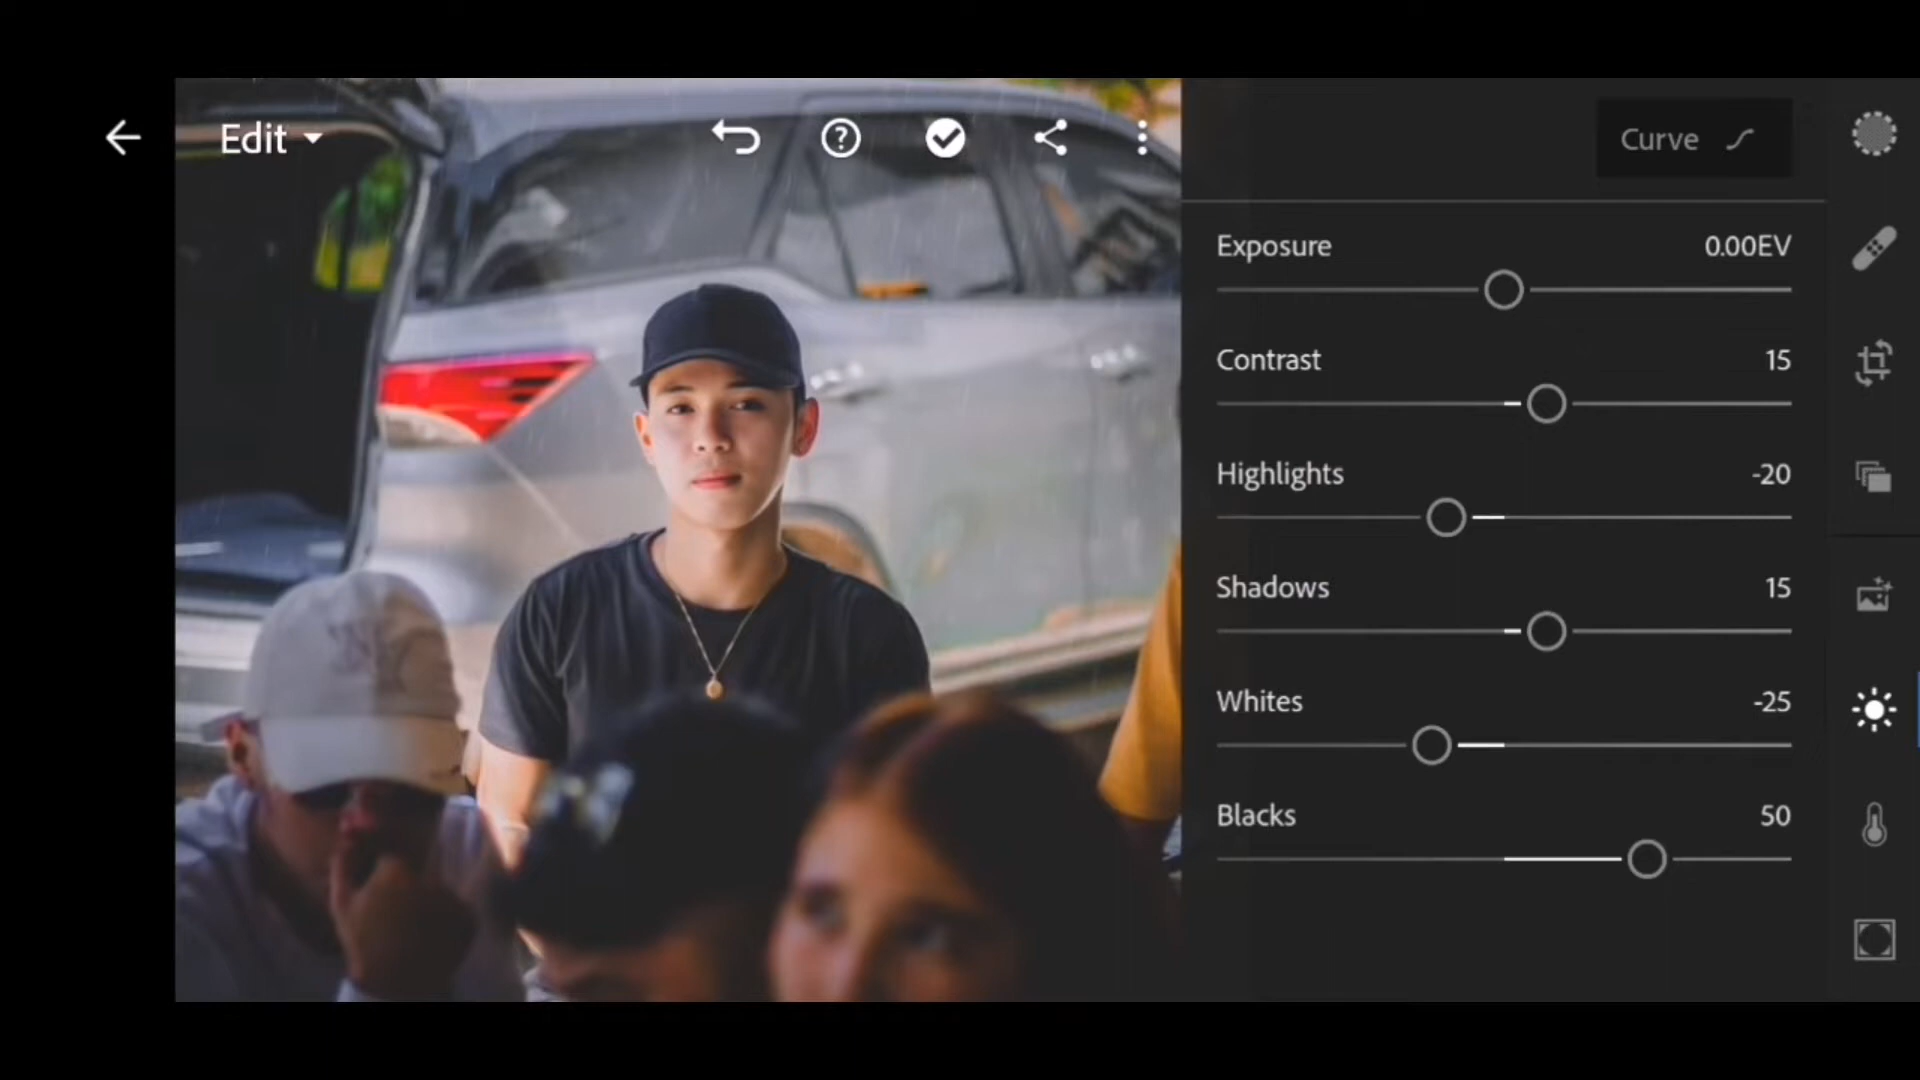 Edit
Curve
Exposure 0.00EV
Contrast 15
Highlights -20
Shadows 15
Whites -25
Blacks 50